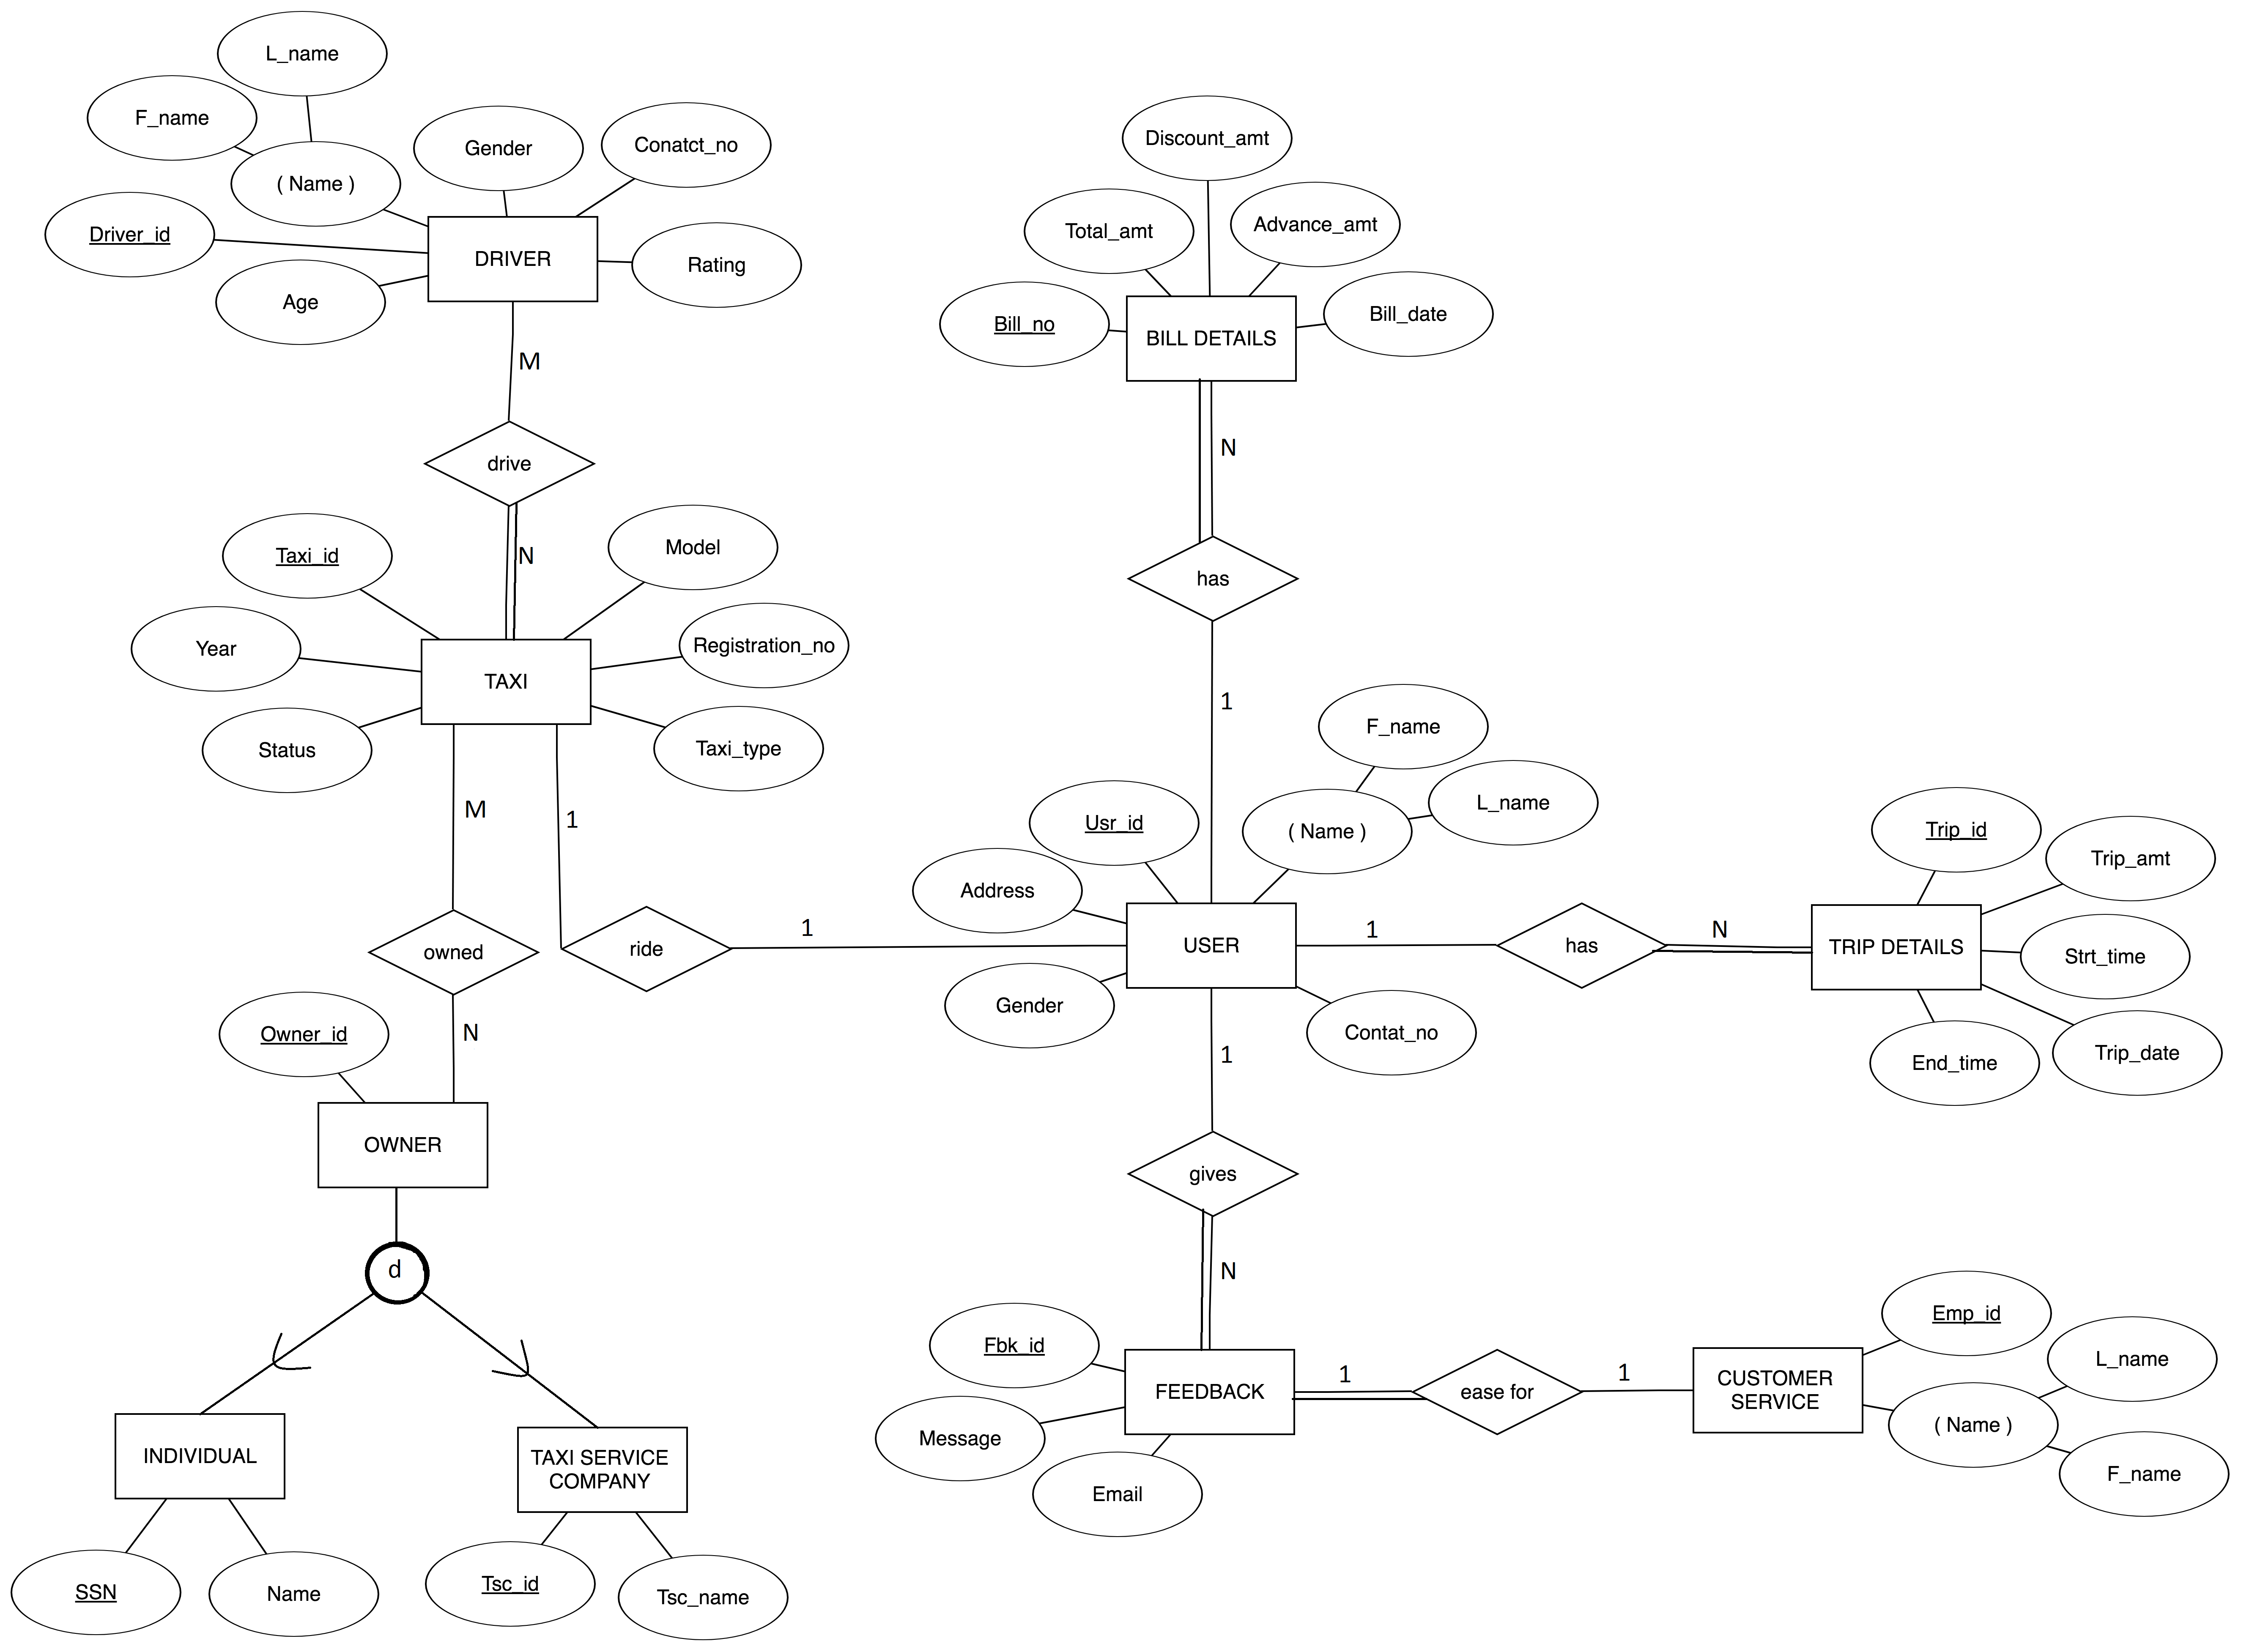 L_name
F_name
( Name )
Gender
Conatct_no
Driver_id
DRIVER
Rating
Age
M
drive
N
Taxi_id
Model
Year
Registration_no
TAXI
Status
Taxi_type
M
1
owned
ride
1
N
Owner_id
OWNER
d
INDIVIDUAL
TAXI SERVICE
COMPANY
SSN
Name
Tsc_id
Tsc_name
Discount_amt
Total_amt
Advance_amt
Bill_no
Bill_date
BILL DETAILS
N
has
1
F_name
Usr_id
( Name )
L_name
Address
USER
Gender
Contat_no
1
has
N
Trip_id
Trip_amt
TRIP DETAILS
Strt_time
End_time
Trip_date
1
gives
N
Fbk_id
FEEDBACK
Message
Email
1
ease for
1
CUSTOMER
SERVICE
Emp_id
L_name
( Name )
F_name